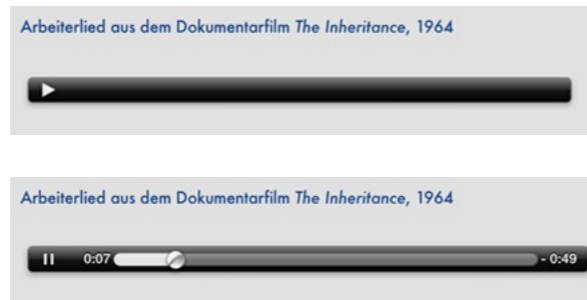 Arbeiterlied aus dem Dokumentarfilm The Inheritance, 1964
Arbeiterlied aus dem Dokumentarfilm The Inheritance, 1964
0:07 - 0:49